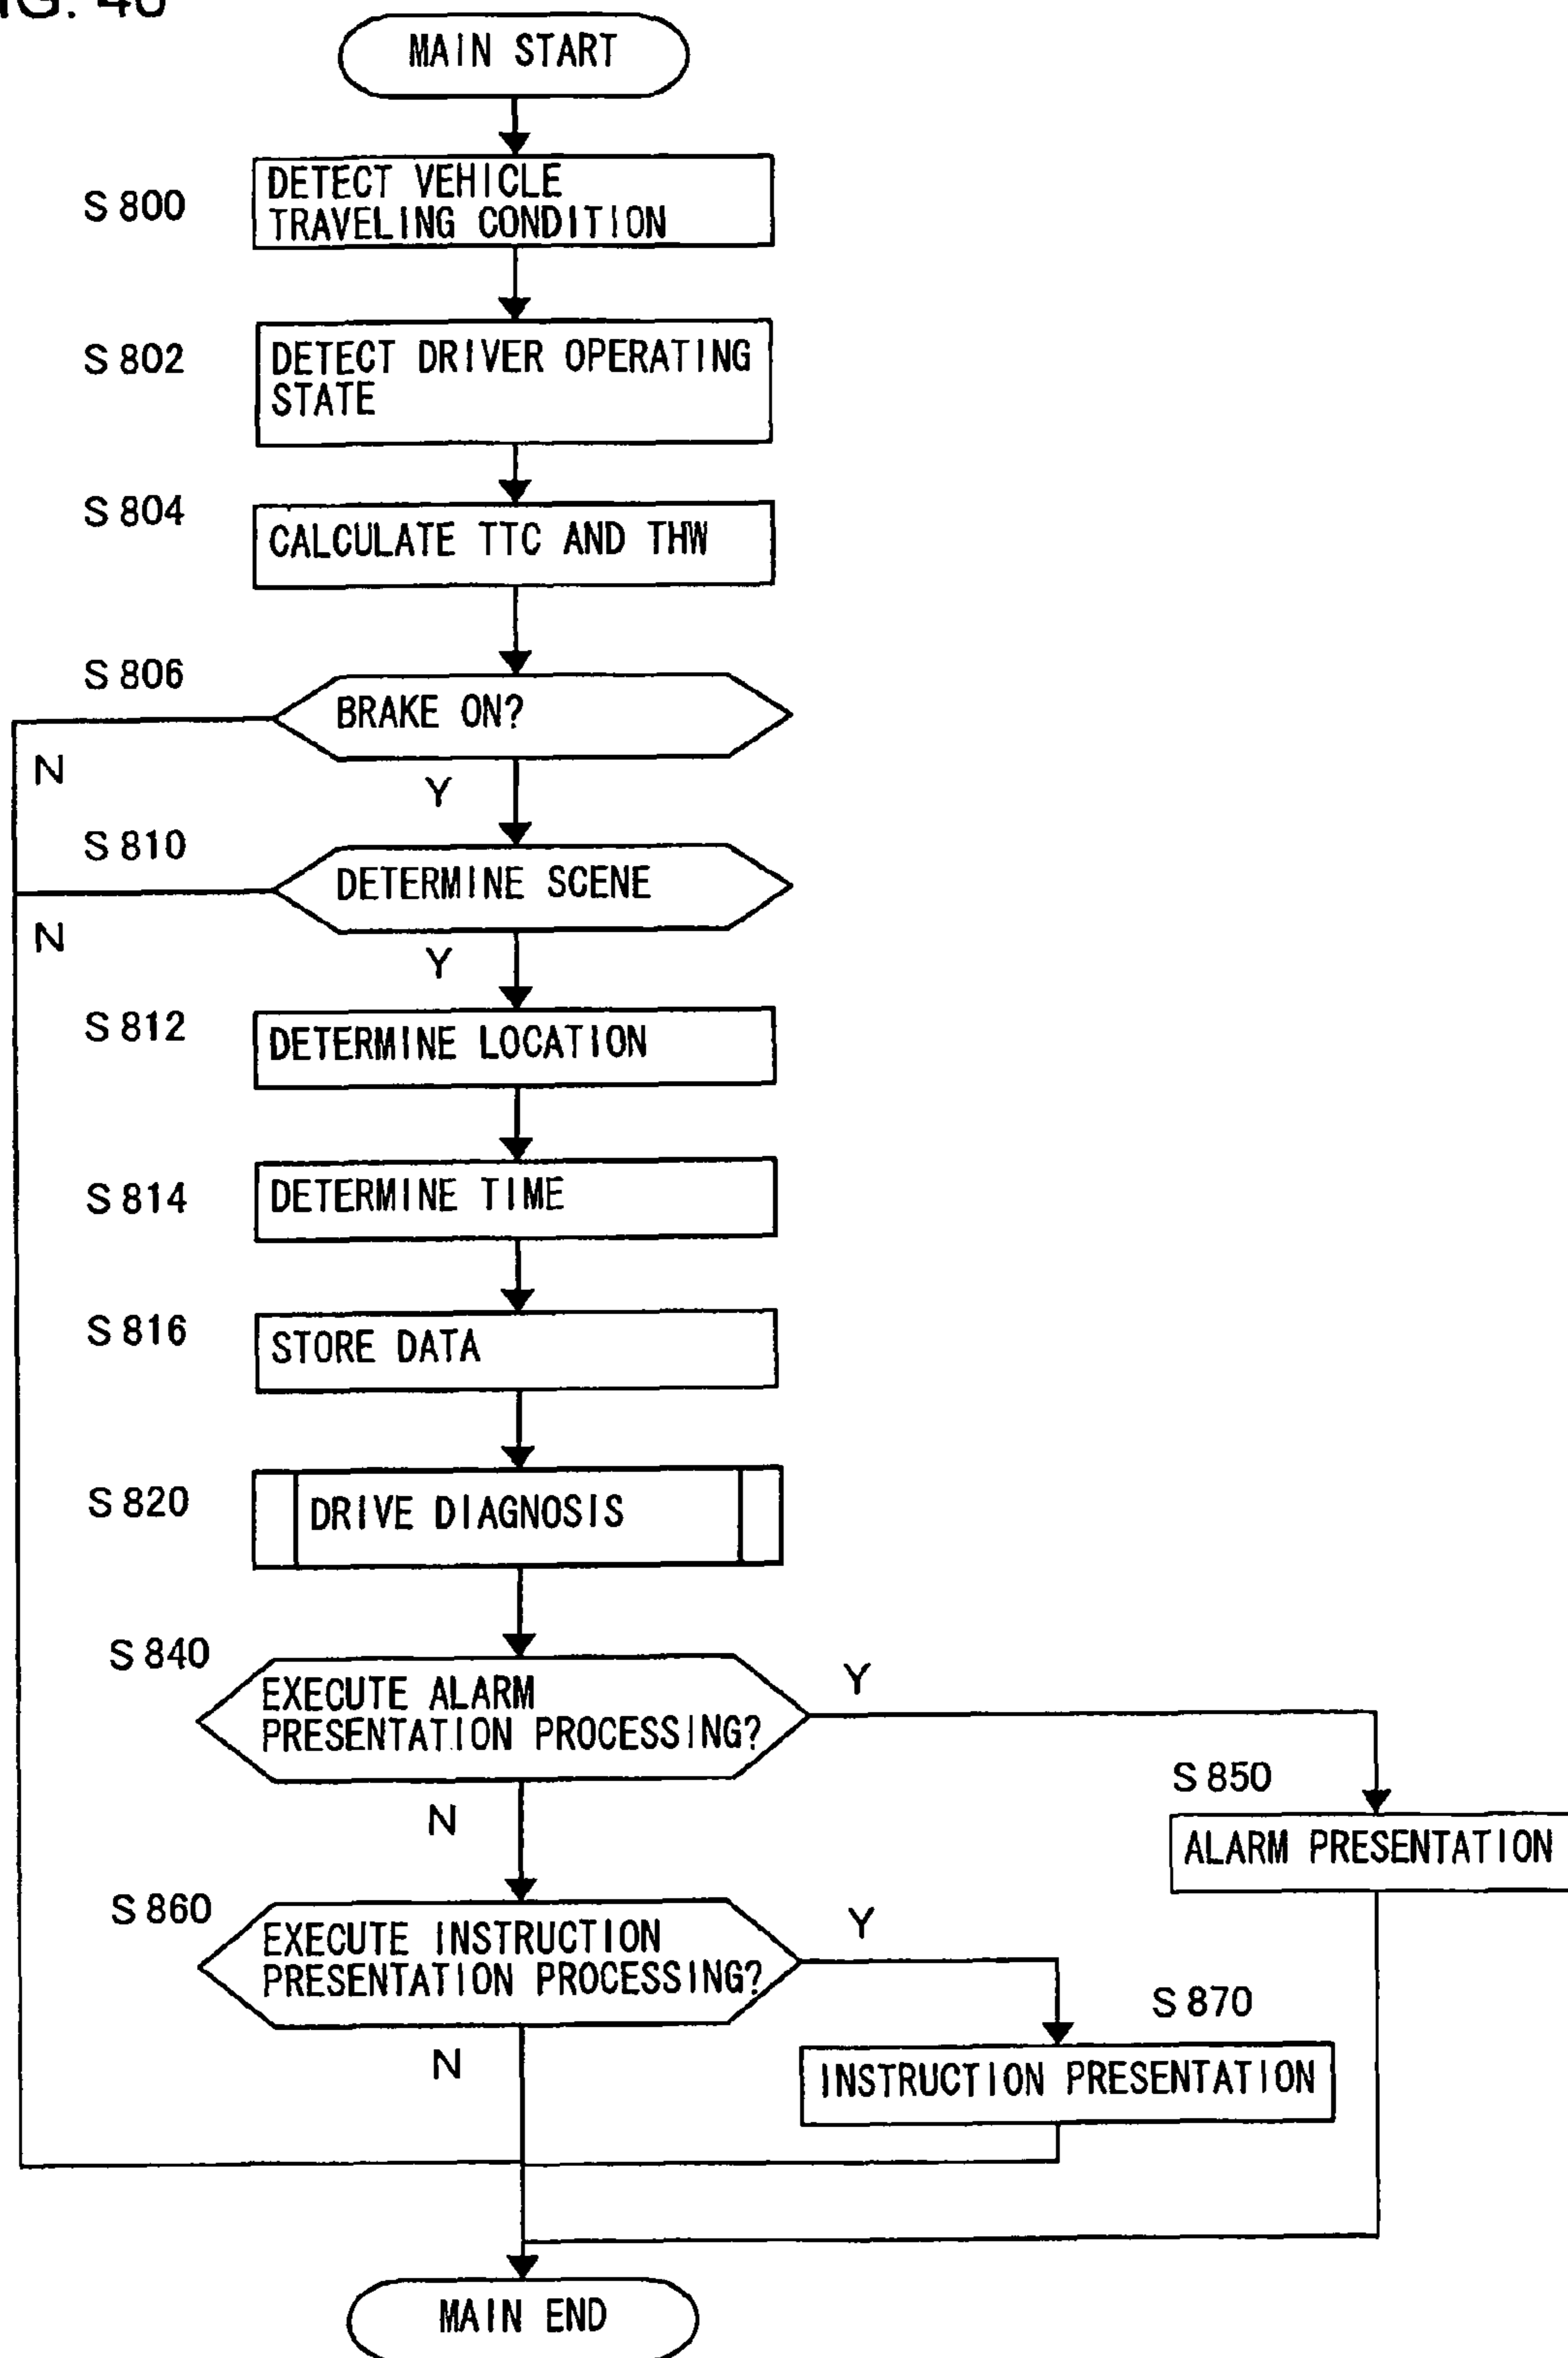 MAIN START
S 800
DETECT VEHICLE
TRAVELING CONDITION
S 802
DETECT DRIVER OPERATING
STATE
S 804
CALCULATE TTC AND THW
S 806
BRAKE ON?
N
Y
S 810
DETERMINE SCENE
N
Y
S 812
DETERMINE LOCATION
S 814
DETERMINE TIME
S 816
STORE DATA
S 820
DRIVE DIAGNOSIS
S 840
EXECUTE ALARM
PRESENTATION PROCESSING?
Y
N
S 850
ALARM PRESENTATION
S 860
EXECUTE INSTRUCTION
PRESENTATION PROCESSING?
Y
N
S 870
INSTRUCTION PRESENTATION
MAIN END